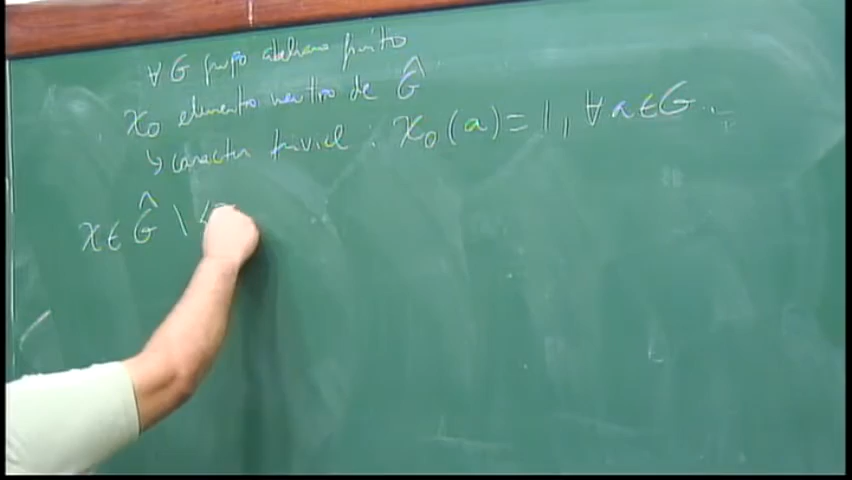 ∀ G grupo abeliano finito
χ₀ elemento neutro de Ĝ
↳ caracter trivial. χ₀(a) = 1, ∀ a ∈ G.
χ ∈ Ĝ \ {